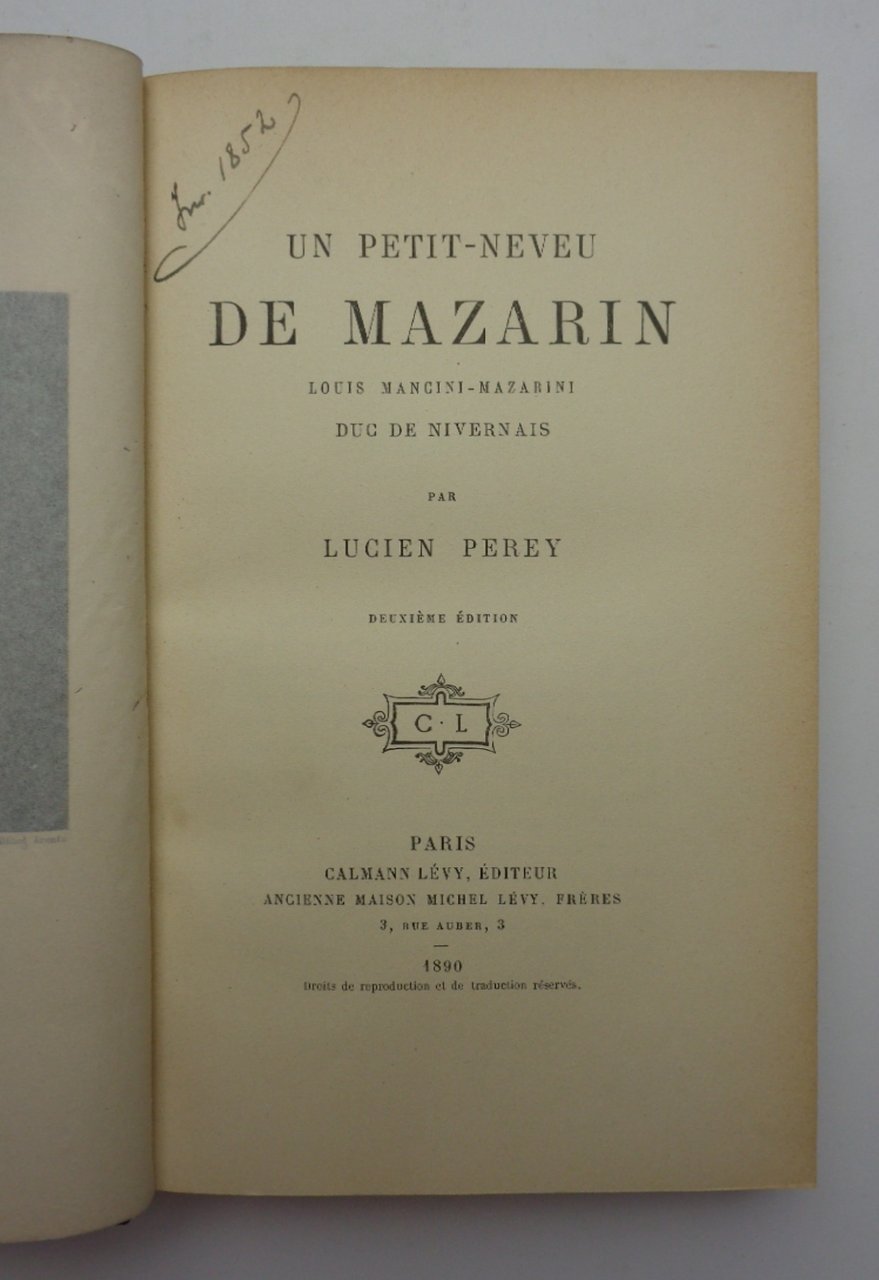 Inv. 1852
UN PETIT-NEVEU
DE MAZARIN
LOUIS MANCINI-MAZARINI
DUC DE NIVERNAIS
PAR
LUCIEN PEREY
DEUXIÈME ÉDITION
C · L
PARIS
CALMANN LÉVY, ÉDITEUR
ANCIENNE MAISON MICHEL LÉVY, FRÈRES
3, RUE AUBER, 3
1890
Droits de reproduction et de traduction réservés.